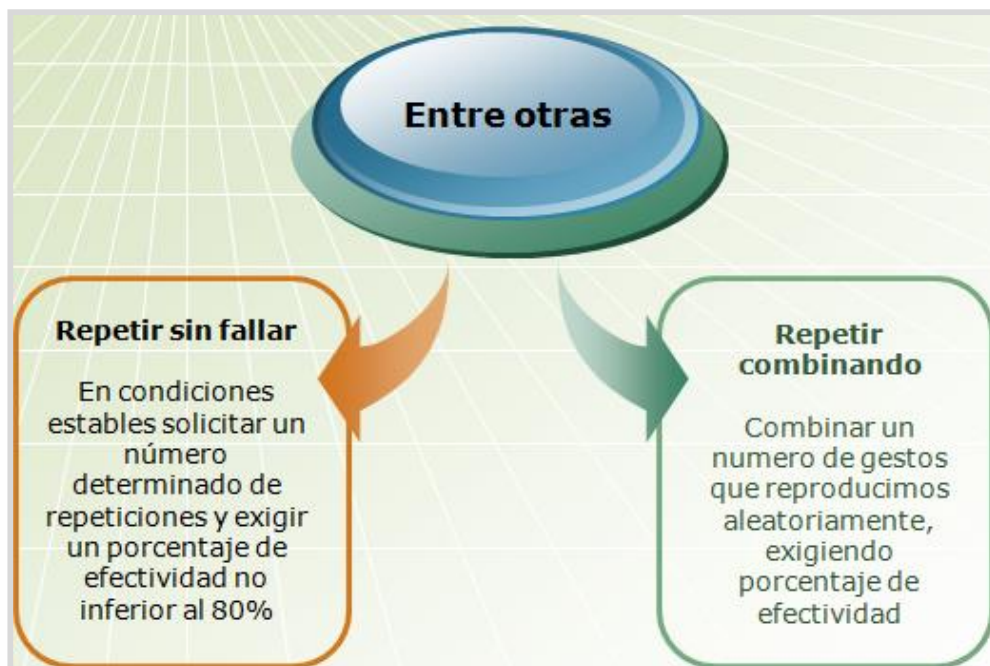 Entre otras
Repetir sin fallar
En condiciones
estables solicitar un
número
determinado de
repeticiones y exigir
un porcentaje de
efectividad no
inferior al 80%
Repetir
combinando
Combinar un
numero de gestos
que reproducimos
aleatoriamente,
exigiendo
porcentaje de
efectividad